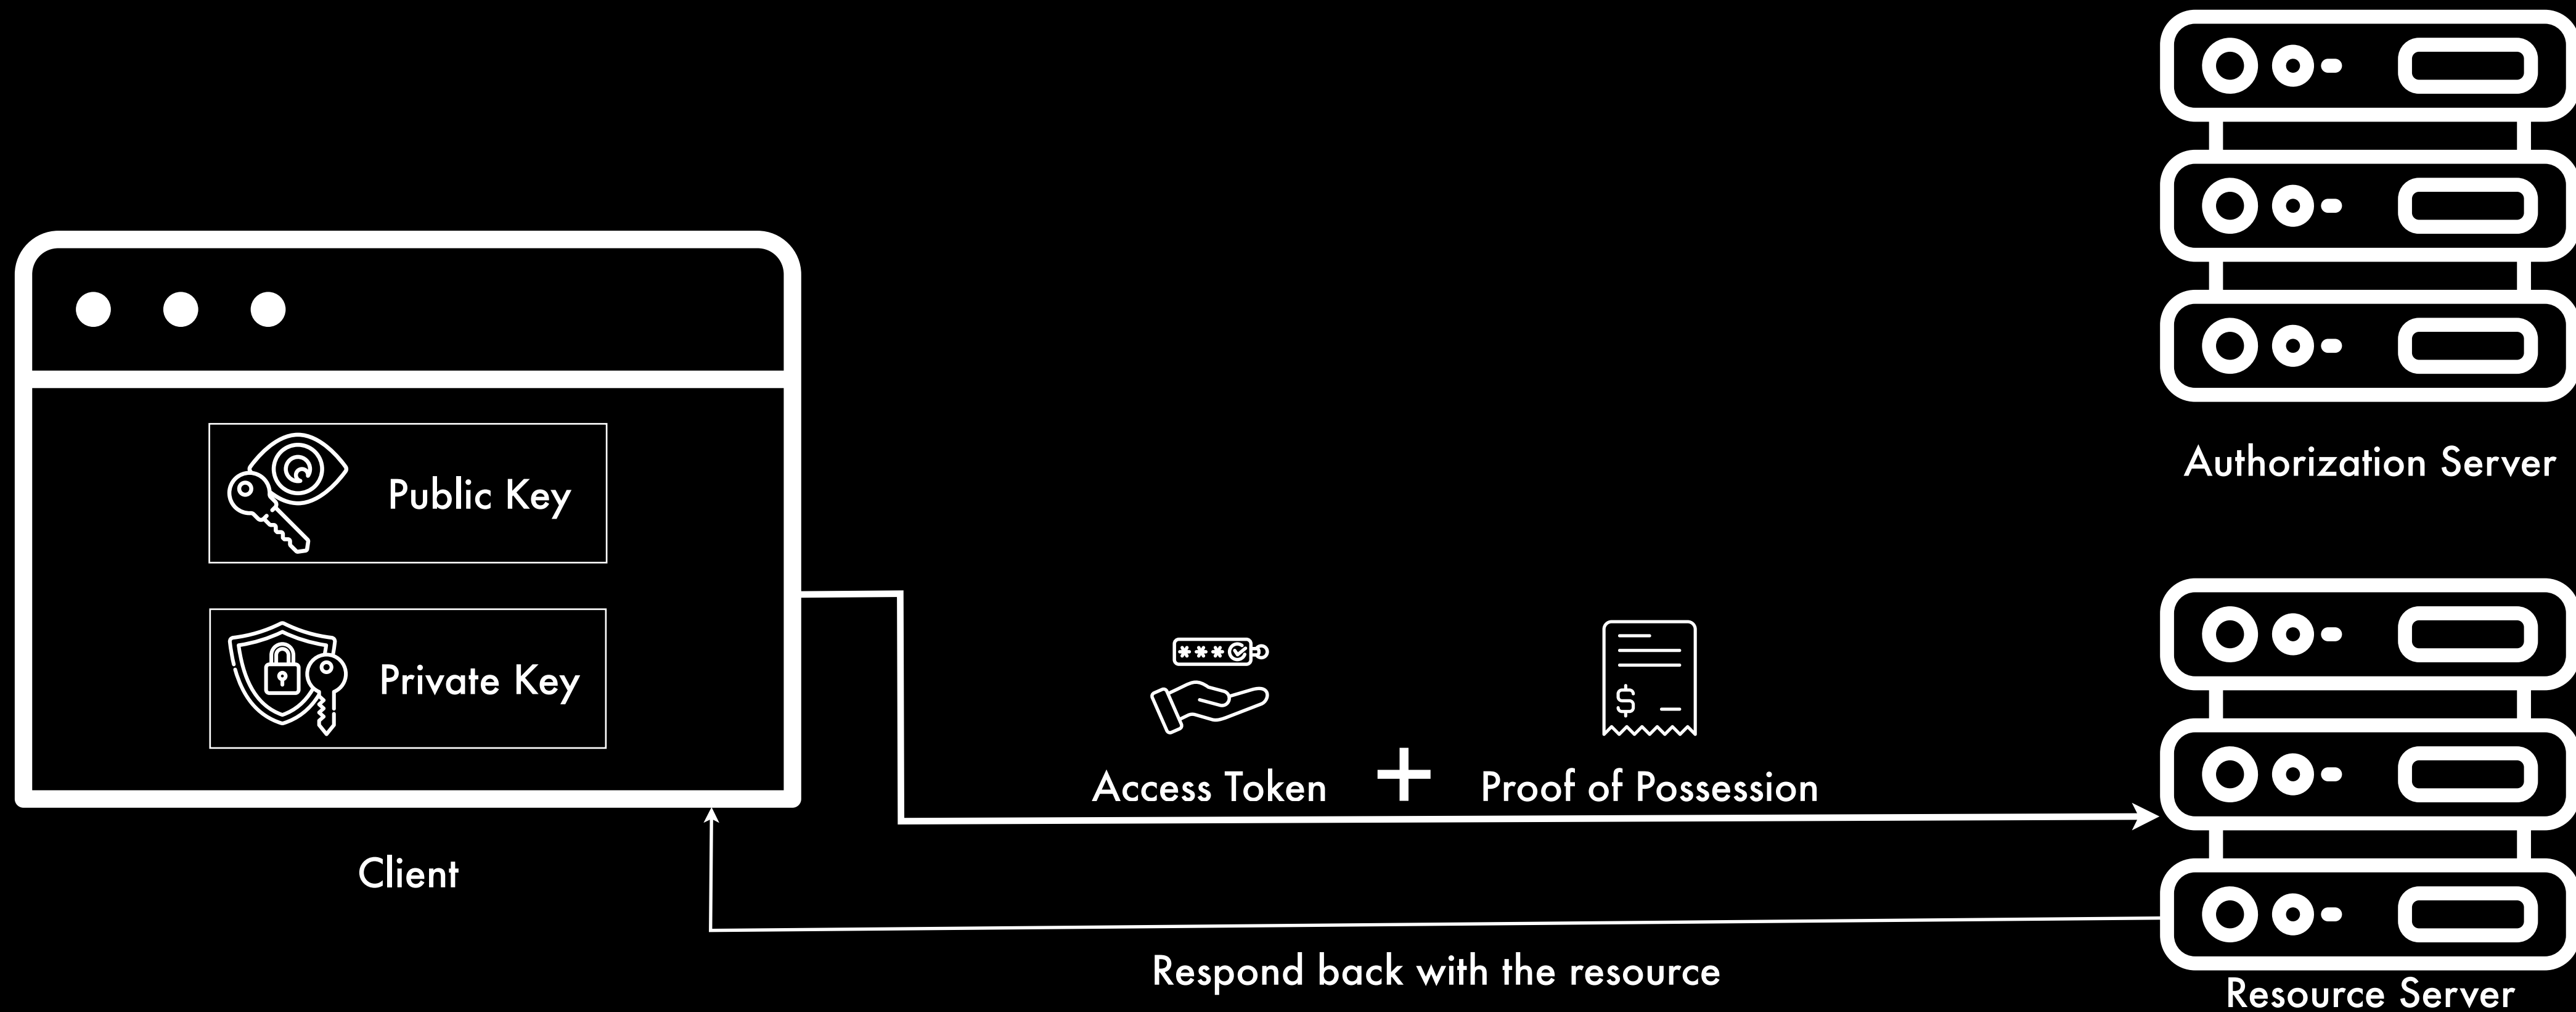 Authorization Server
Public Key
Private Key
Access Token + Proof of Possession
Client
Respond back with the resource
Resource Server